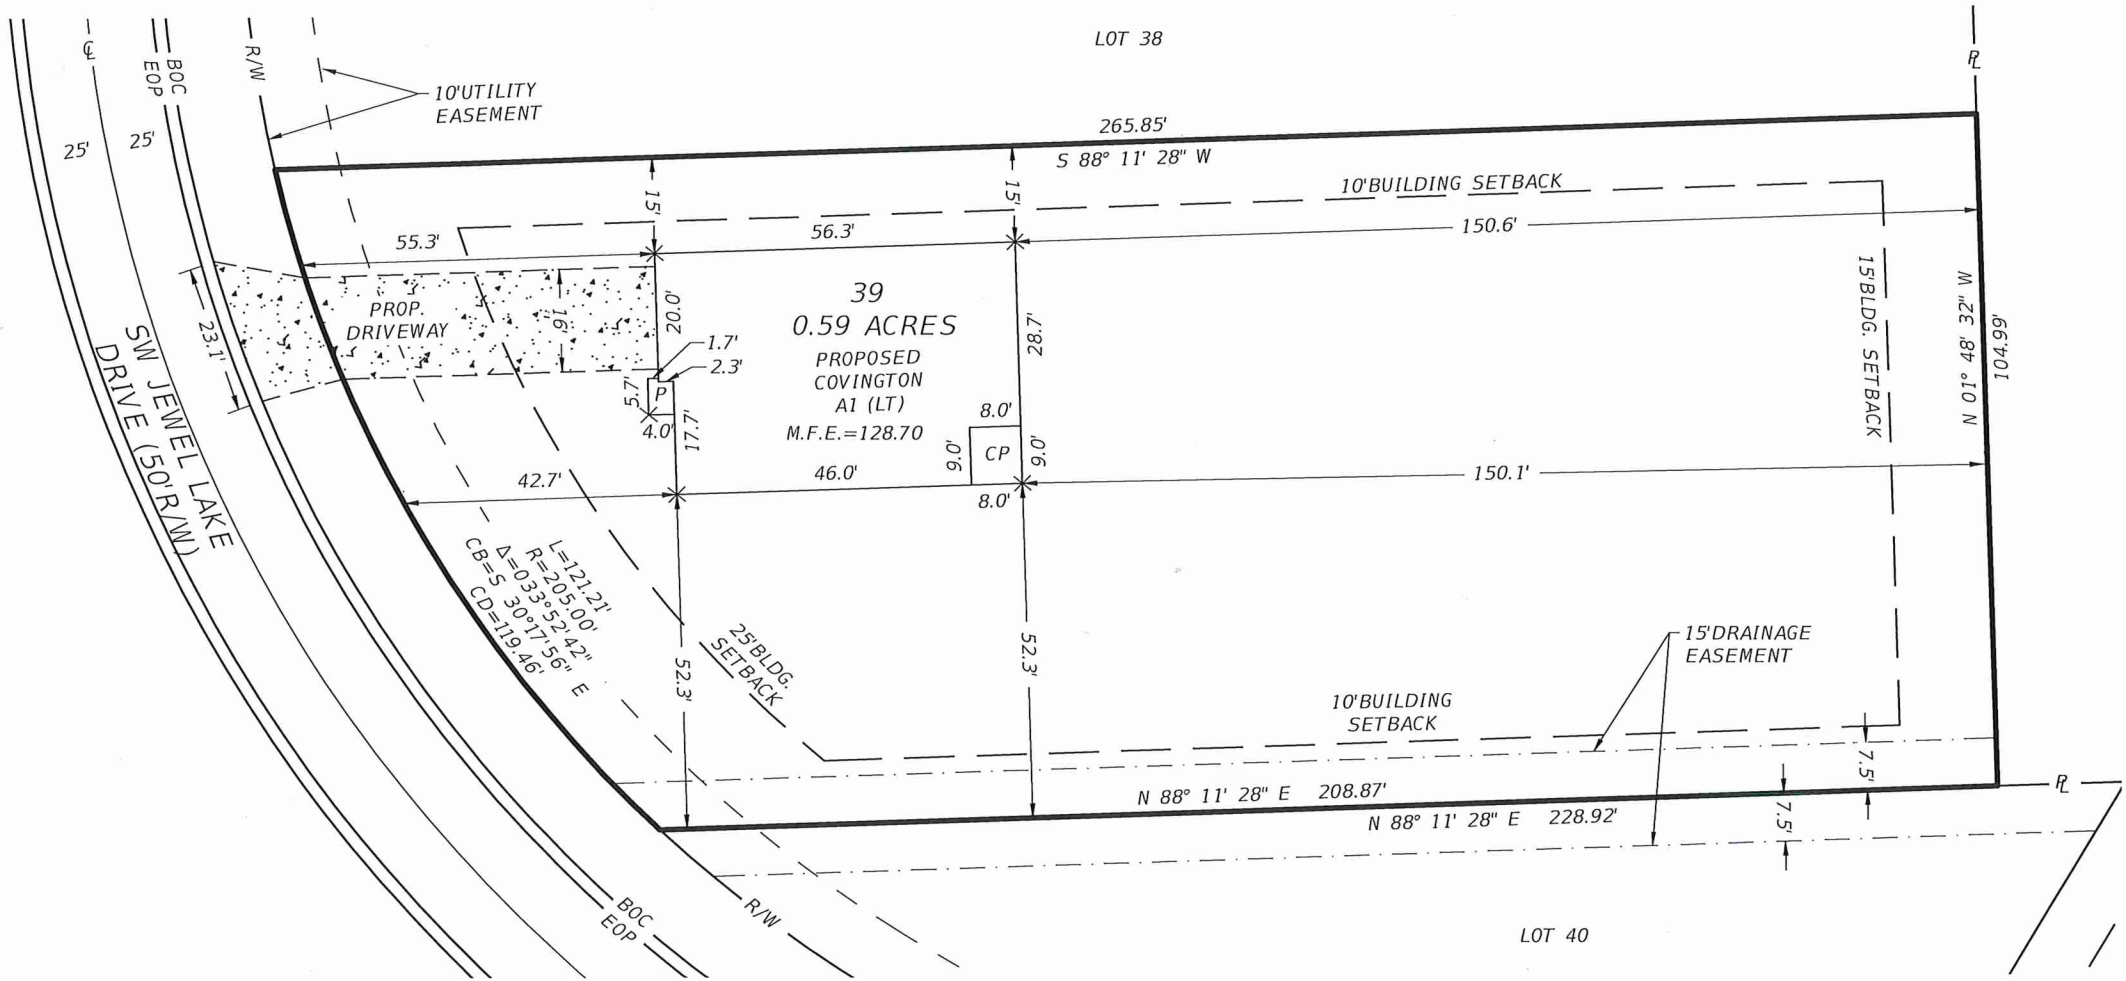 LOT 38
℄
BOC
EOP
R/W
10'UTILITY
EASEMENT
25'
25'
℄
265.85'
S 88° 11' 28" W
15'
15'
10'BUILDING SETBACK
55.3'
56.3'
150.6'
PROP.
DRIVEWAY
16'
23.1'
20.0'
1.7'
2.3'
5.7'
P
4.0'
17.7'
39
0.59 ACRES
PROPOSED
COVINGTON
A1 (LT)
M.F.E.=128.70
28.7'
8.0'
9.0'
CP
9.0'
8.0'
15'BLDG. SETBACK
N 01° 48' 32" W
104.99'
SW JEWEL LAKE
DRIVE (50'R/W)
42.7'
46.0'
150.1'
L=121.21'
R=205.00'
Δ=033°52'42"
CB=S 30°17'56" E
CD=119.46'
25'BLDG.
SETBACK
52.3'
52.3'
15'DRAINAGE
EASEMENT
10'BUILDING
SETBACK
7.5'
N 88° 11' 28" E 208.87'
N 88° 11' 28" E 228.92'
7.5'
PL
BOC
EOP
R/W
LOT 40